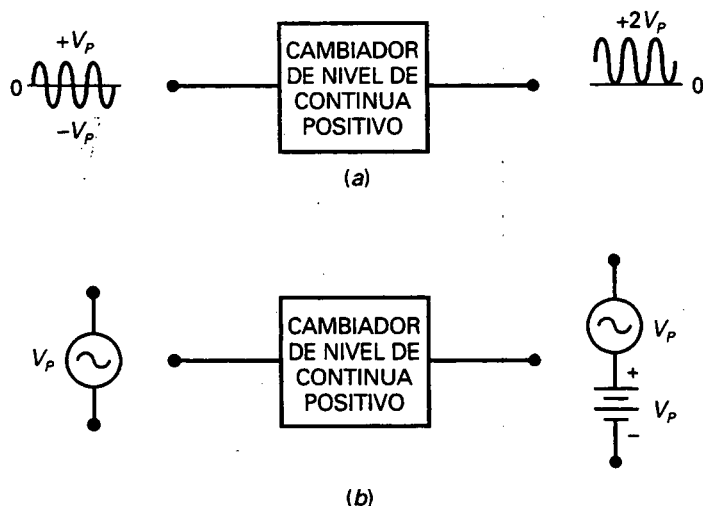 +V_P
0
−V_P
CAMBIADOR
DE NIVEL DE
CONTINUA
POSITIVO
+2V_P
0
(a)
V_P
CAMBIADOR
DE NIVEL DE
CONTINUA
POSITIVO
V_P
+
V_P
−
(b)